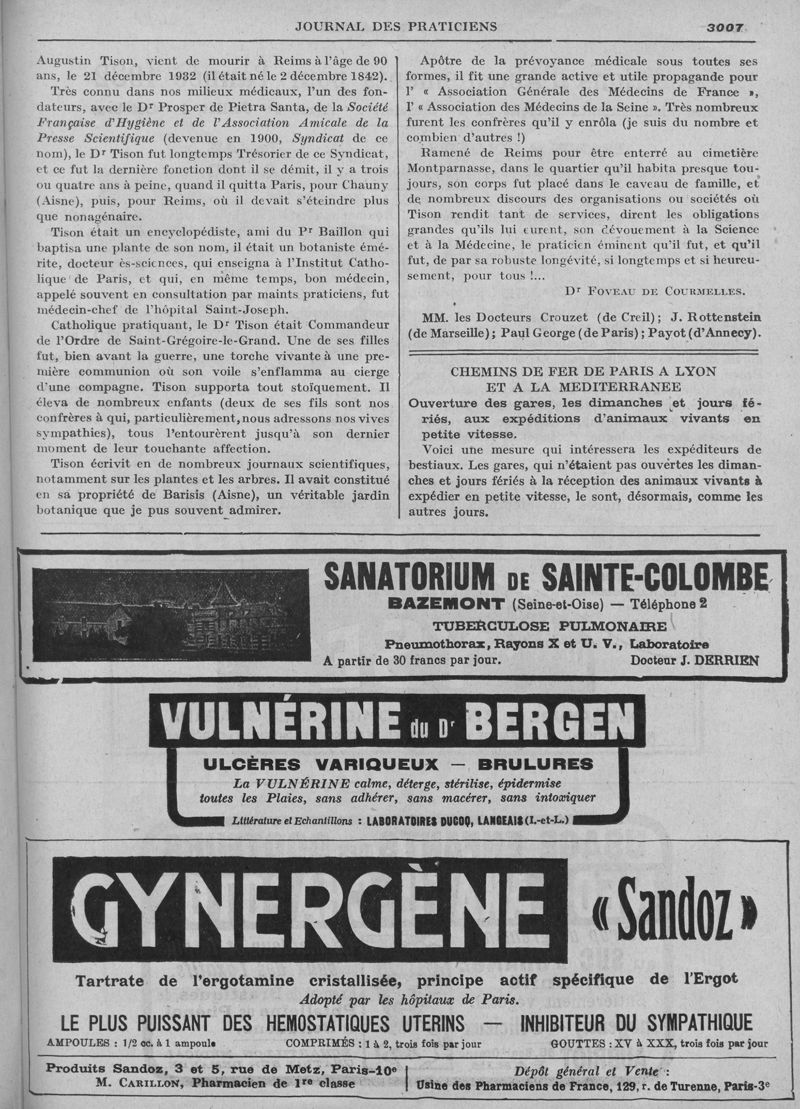 JOURNAL DES PRATICIENS 3007
Augustin Tison, vient de mourir à Reims à l'âge de 90
ans, le 21 décembre 1932 (il était né le 2 décembre 1842).
Très connu dans nos milieux médicaux, l'un des fon-
dateurs, avec le Dr Prosper de Pietra Santa, de la Société
Française d'Hygiène et de l'Association Amicale de la
Presse Scientifique (devenue en 1900, Syndicat de ce
nom), le Dr Tison fut longtemps Trésorier de ce Syndicat,
et ce fut la dernière fonction dont il se démit, il y a trois
ou quatre ans à peine, quand il quitta Paris, pour Chauny
(Aisne), puis, pour Reims, où il devait s'éteindre plus
que nonagénaire.
Tison était un encyclopédiste, ami du Pr Baillon qui
baptisa une plante de son nom, il était un botaniste émé-
rite, docteur ès-sciences, qui enseigna à l'Institut Catho-
lique de Paris, et qui, en même temps, bon médecin,
appelé souvent en consultation par maints praticiens, fut
médecin-chef de l'hôpital Saint-Joseph.
Catholique pratiquant, le Dr Tison était Commandeur
de l'Ordre de Saint-Grégoire-le-Grand. Une de ses filles
fut, bien avant la guerre, une torche vivante à une pre-
mière communion où son voile s'enflamma au cierge
d'une compagne. Tison supporta tout stoïquement. Il
éleva de nombreux enfants (deux de ses fils sont nos
confrères à qui, particulièrement, nous adressons nos vives
sympathies), tous l'entourèrent jusqu'à son dernier
moment de leur touchante affection.
Tison écrivit en de nombreux journaux scientifiques,
notamment sur les plantes et les arbres. Il avait constitué
en sa propriété de Barisis (Aisne), un véritable jardin
botanique que je pus souvent admirer.
Apôtre de la prévoyance médicale sous toutes ses
formes, il fit une grande active et utile propagande pour
l' « Association Générale des Médecins de France »,
l' « Association des Médecins de la Seine ». Très nombreux
furent les confrères qu'il y enrôla (je suis du nombre et
combien d'autres !)
Ramené de Reims pour être enterré au cimetière
Montparnasse, dans le quartier qu'il habita presque tou-
jours, son corps fut placé dans le caveau de famille, et
de nombreux discours des organisations ou sociétés où
Tison rendit tant de services, dirent les obligations
grandes qu'ils lui eurent, son dévouement à la Science
et à la Médecine, le praticien éminent qu'il fut, et qu'il
fut, de par sa robuste longévité, si longtemps et si heureu-
sement, pour tous !...
Dr FOVEAU DE COURMELLES.
MM. les Docteurs Crouzet (de Creil) ; J. Rottenstein
(de Marseille) ; Paul George (de Paris) ; Payot (d'Annecy).
CHEMINS DE FER DE PARIS A LYON
ET A LA MEDITERRANEE
Ouverture des gares, les dimanches et jours fé-
riés, aux expéditions d'animaux vivants en
petite vitesse.
Voici une mesure qui intéressera les expéditeurs de
bestiaux. Les gares, qui n'étaient pas ouvertes les diman-
ches et jours fériés à la réception des animaux vivants à
expédier en petite vitesse, le sont, désormais, comme les
autres jours.
SANATORIUM DE SAINTE-COLOMBE
BAZEMONT (Seine-et-Oise) — Téléphone 2
TUBERCULOSE PULMONAIRE
Pneumothorax, Rayons X et U. V., Laboratoire
A partir de 30 francs par jour. Docteur J. DERRIEN
VULNÉRINE du Dr BERGEN
ULCÈRES VARIQUEUX — BRULURES
La VULNÉRINE calme, déterge, stérilise, épidermise
toutes les Plaies, sans adhérer, sans macérer, sans intoxiquer
Littérature et Echantillons : LABORATOIRES DUCOQ, LANGEAIS (I.-et-L.)
GYNERGÈNE « Sandoz »
Tartrate de l'ergotamine cristallisée, principe actif spécifique de l'Ergot
Adopté par les hôpitaux de Paris.
LE PLUS PUISSANT DES HEMOSTATIQUES UTERINS — INHIBITEUR DU SYMPATHIQUE
AMPOULES : 1/2 cc. à 1 ampoule COMPRIMÉS : 1 à 2, trois fois par jour GOUTTES : XV à XXX, trois fois par jour
Produits Sandoz, 3 et 5, rue de Metz, Paris-10e
M. CARILLON, Pharmacien de 1re classe
Dépôt général et Vente :
Usine des Pharmaciens de France, 129, r. de Turenne, Paris-3e